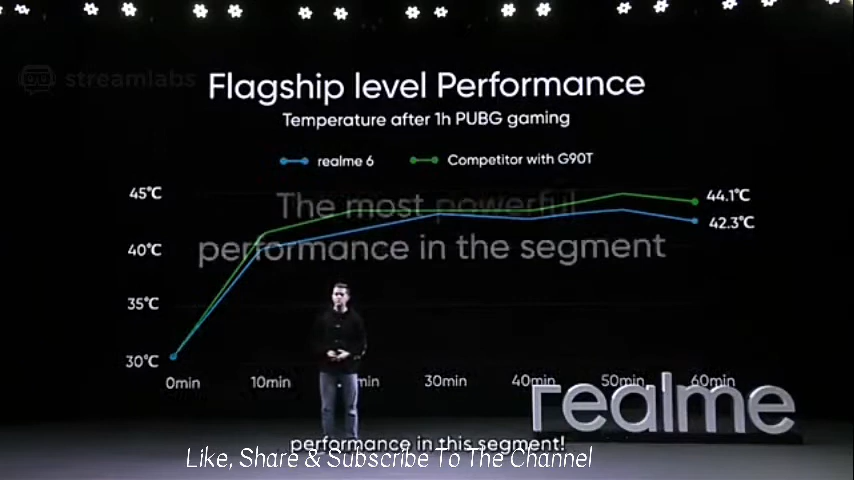 streamlabs
Flagship level Performance
Temperature after 1h PUBG gaming
realme 6
Competitor with G90T
45°C
44.1°C
The most powerful
42.3°C
40°C
performance in the segment
35°C
30°C
0min
10min
min
30min
40min
50min
60min
realme
performance in this segment!
Like, Share & Subscribe To The Channel